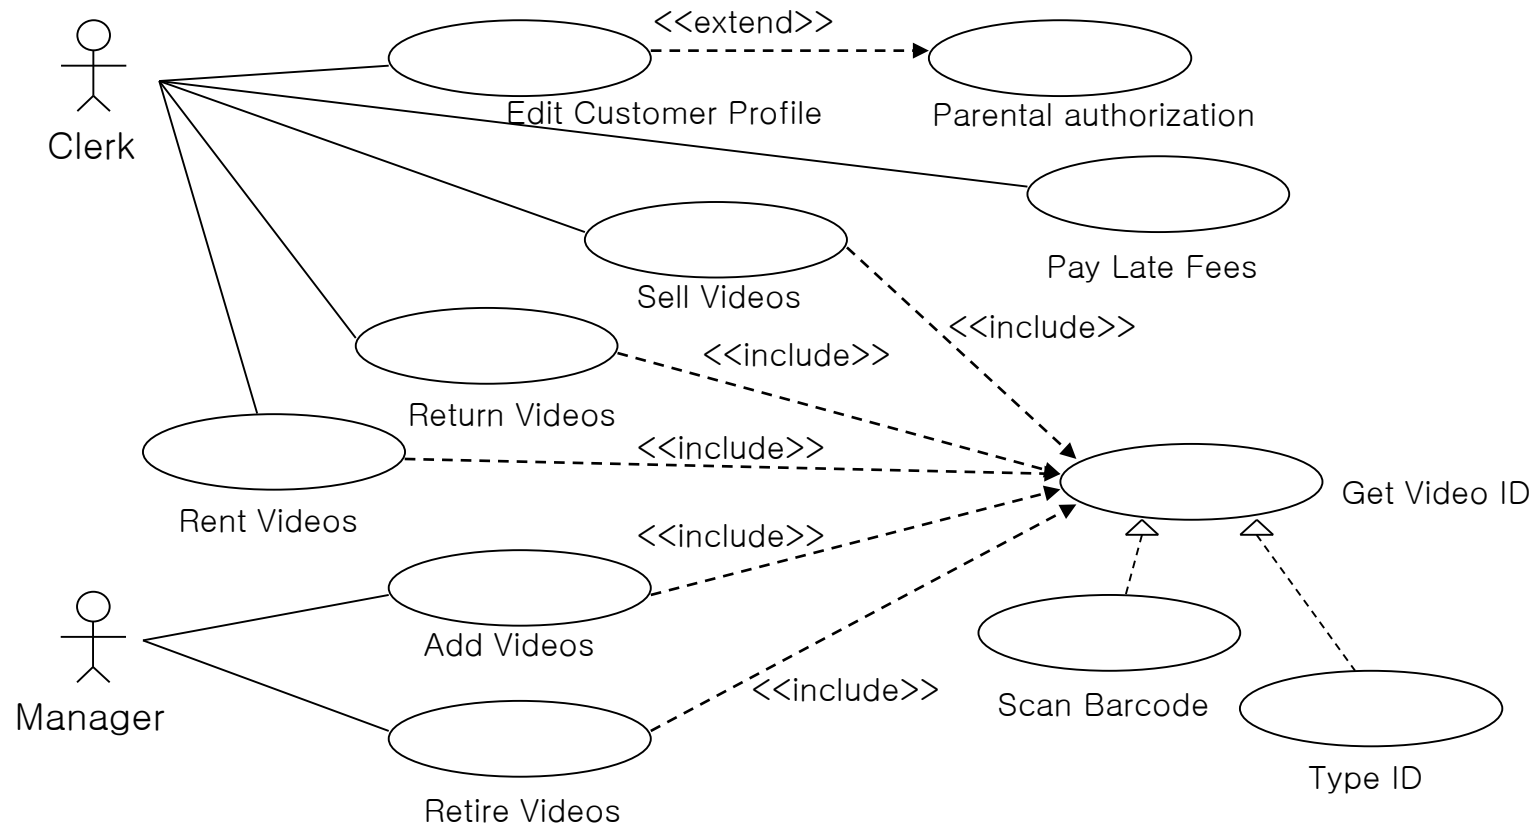 <<extend>>
Edit Customer Profile
Parental authorization
Clerk
Pay Late Fees
Sell Videos
<<include>>
<<include>>
Return Videos
<<include>>
Get Video ID
Rent Videos
<<include>>
Add Videos
<<include>>
Scan Barcode
Manager
Type ID
Retire Videos